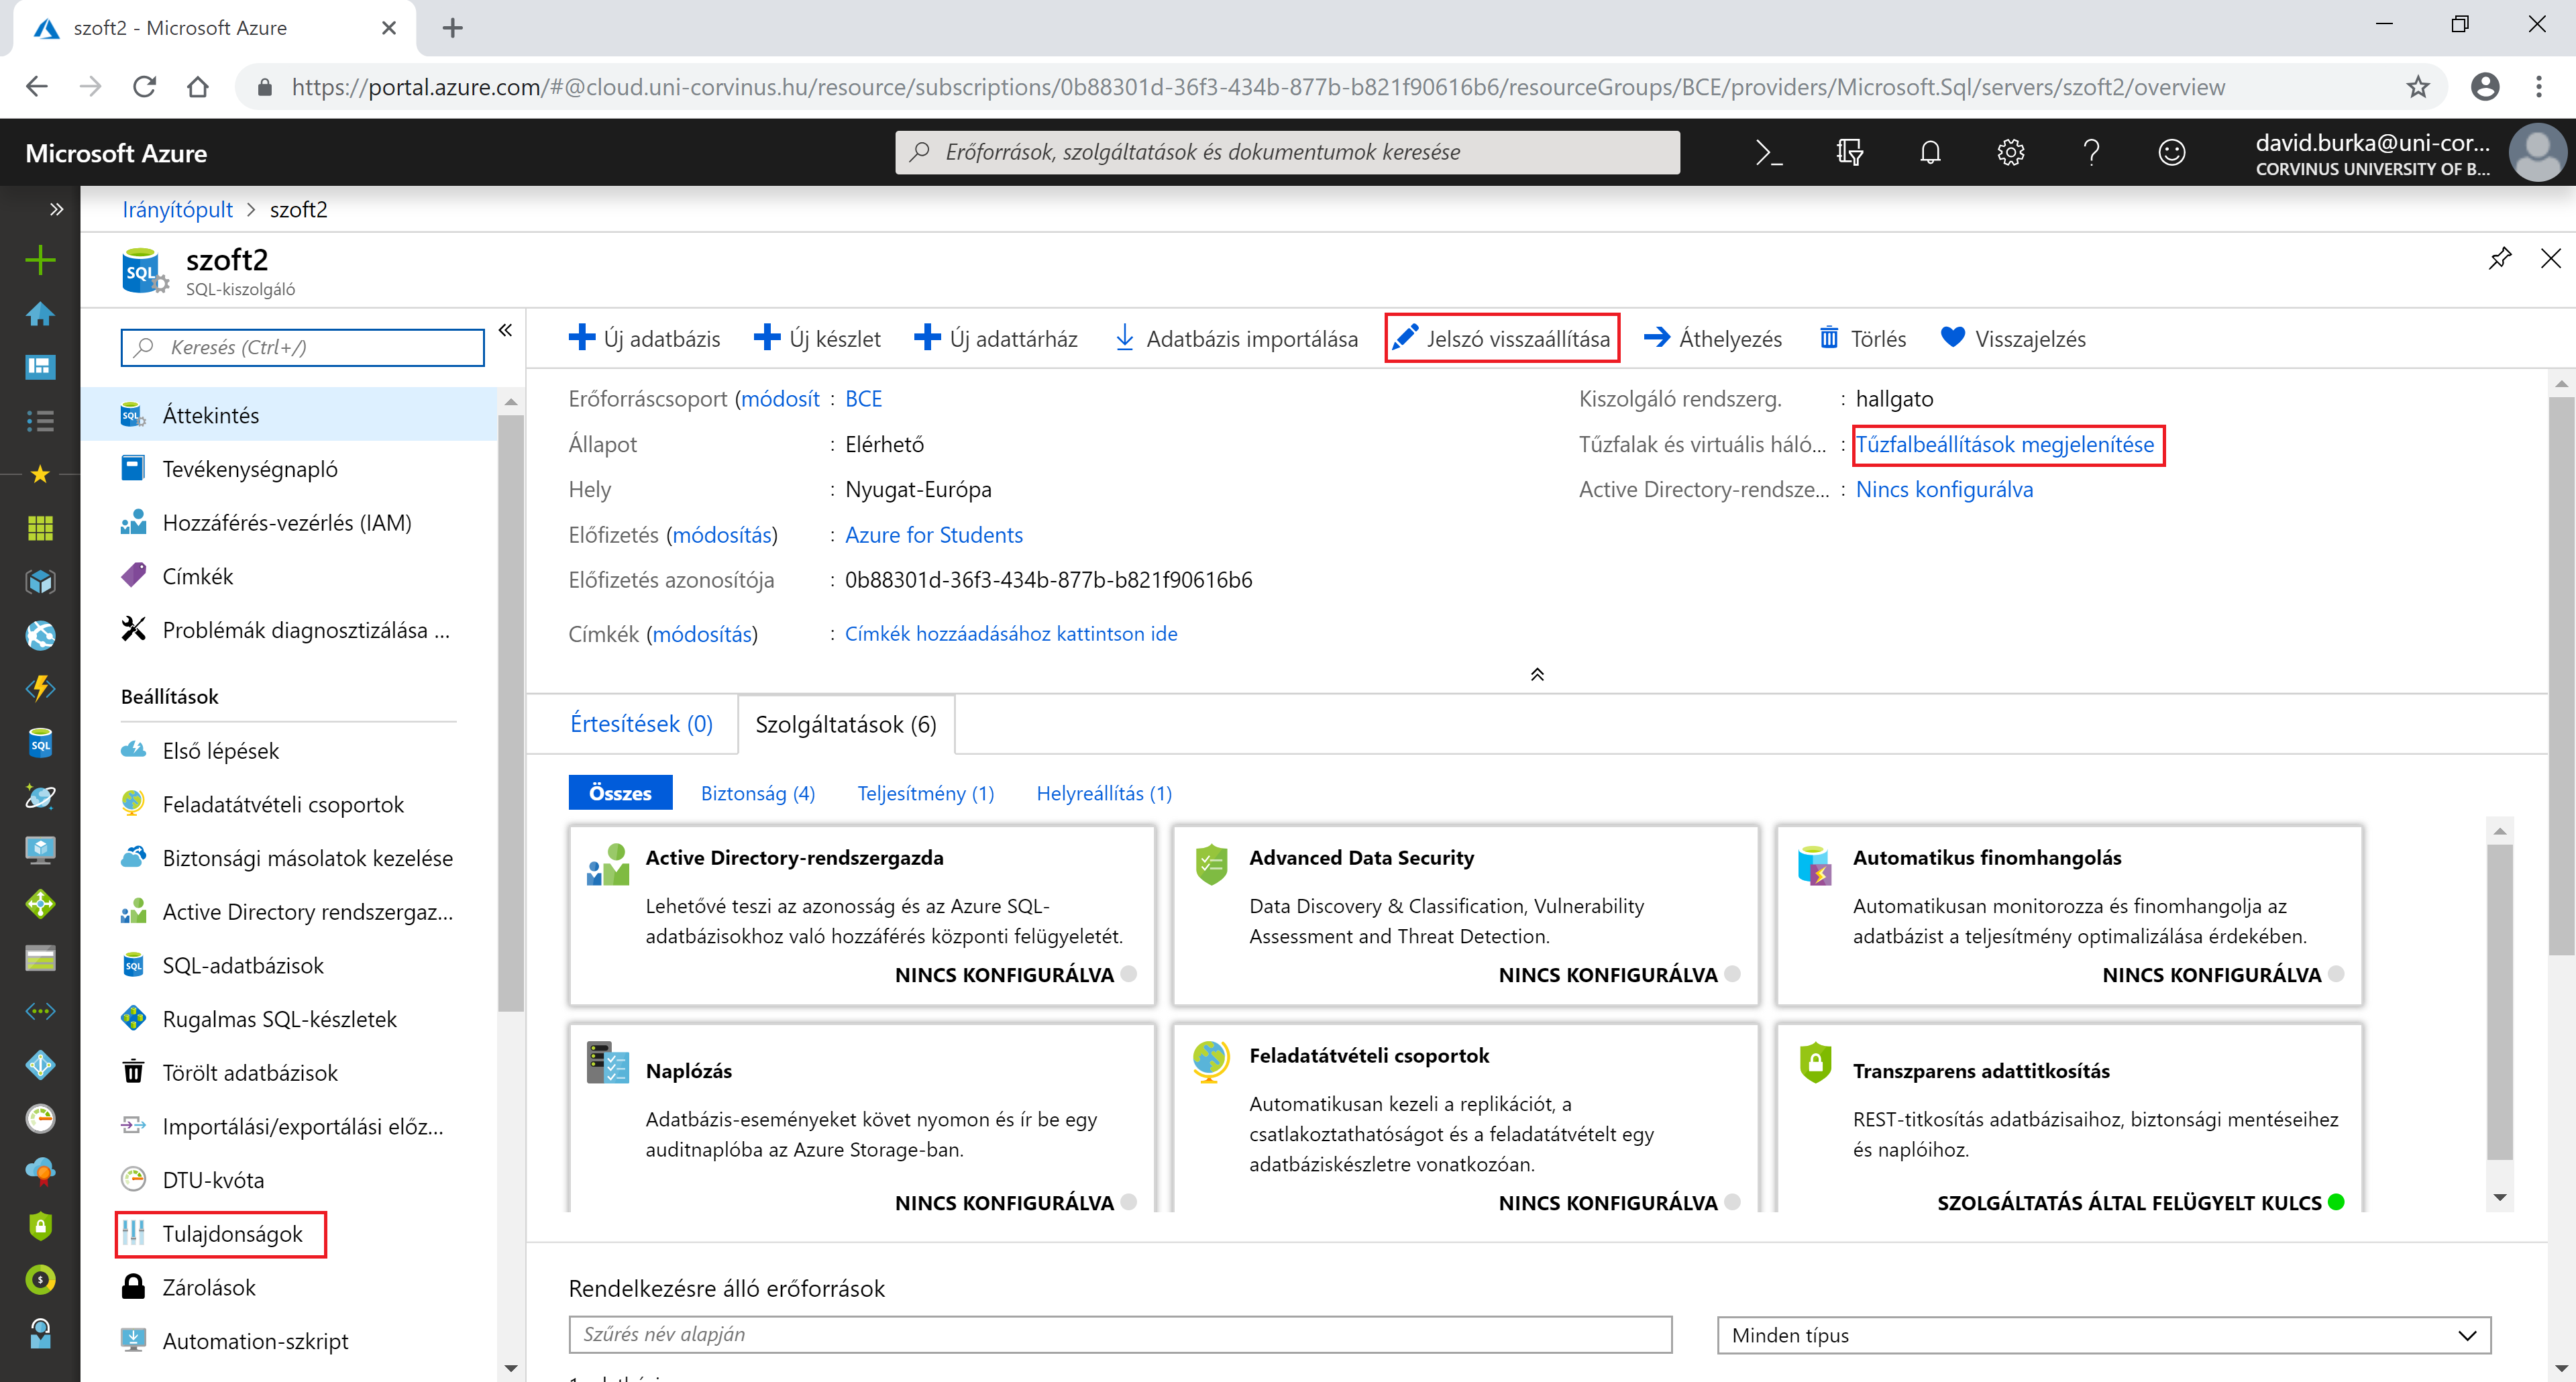 szoft2 - Microsoft Azure
https://portal.azure.com/#@cloud.uni-corvinus.hu/resource/subscriptions/0b88301d-36f3-434b-877b-b821f90616b6/resourceGroups/BCE/providers/Microsoft.Sql/servers/szoft2/overview
Microsoft Azure
Erőforrások, szolgáltatások és dokumentumok keresése
david.burka@uni-cor...
CORVINUS UNIVERSITY OF B...
Irányítópult > szoft2
SQL
szoft2
SQL-kiszolgáló
Keresés (Ctrl+/)
Áttekintés
Tevékenységnapló
Hozzáférés-vezérlés (IAM)
Címkék
Problémák diagnosztizálása ...
Beállítások
Első lépések
Feladatátvételi csoportok
Biztonsági másolatok kezelése
Active Directory rendszergaz...
SQL-adatbázisok
Rugalmas SQL-készletek
Törölt adatbázisok
Importálási/exportálási előz...
DTU-kvóta
Tulajdonságok
Zárolások
Automation-szkript
Új adatbázis Új készlet Új adattárház Adatbázis importálása Jelszó visszaállítása Áthelyezés Törlés Visszajelzés
Erőforráscsoport (módosít : BCE
Állapot : Elérhető
Hely : Nyugat-Európa
Előfizetés (módosítás) : Azure for Students
Előfizetés azonosítója : 0b88301d-36f3-434b-877b-b821f90616b6
Címkék (módosítás) : Címkék hozzáadásához kattintson ide
Kiszolgáló rendszerg. : hallgato
Tűzfalak és virtuális háló... : Tűzfalbeállítások megjelenítése
Active Directory-rendsze... : Nincs konfigurálva
Értesítések (0) Szolgáltatások (6)
Összes Biztonság (4) Teljesítmény (1) Helyreállítás (1)
Active Directory-rendszergazda
Lehetővé teszi az azonosság és az Azure SQL-
adatbázisokhoz való hozzáférés központi felügyeletét.
NINCS KONFIGURÁLVA
Advanced Data Security
Data Discovery & Classification, Vulnerability
Assessment and Threat Detection.
NINCS KONFIGURÁLVA
Automatikus finomhangolás
Automatikusan monitorozza és finomhangolja az
adatbázist a teljesítmény optimalizálása érdekében.
NINCS KONFIGURÁLVA
Naplózás
Adatbázis-eseményeket követ nyomon és ír be egy
auditnaplóba az Azure Storage-ban.
NINCS KONFIGURÁLVA
Feladatátvételi csoportok
Automatikusan kezeli a replikációt, a
csatlakoztathatóságot és a feladatátvételt egy
adatbáziskészletre vonatkozóan.
NINCS KONFIGURÁLVA
Transzparens adattitkosítás
REST-titkosítás adatbázisaihoz, biztonsági mentéseihez
és naplóihoz.
SZOLGÁLTATÁS ÁLTAL FELÜGYELT KULCS
Rendelkezésre álló erőforrások
Szűrés név alapján
Minden típus